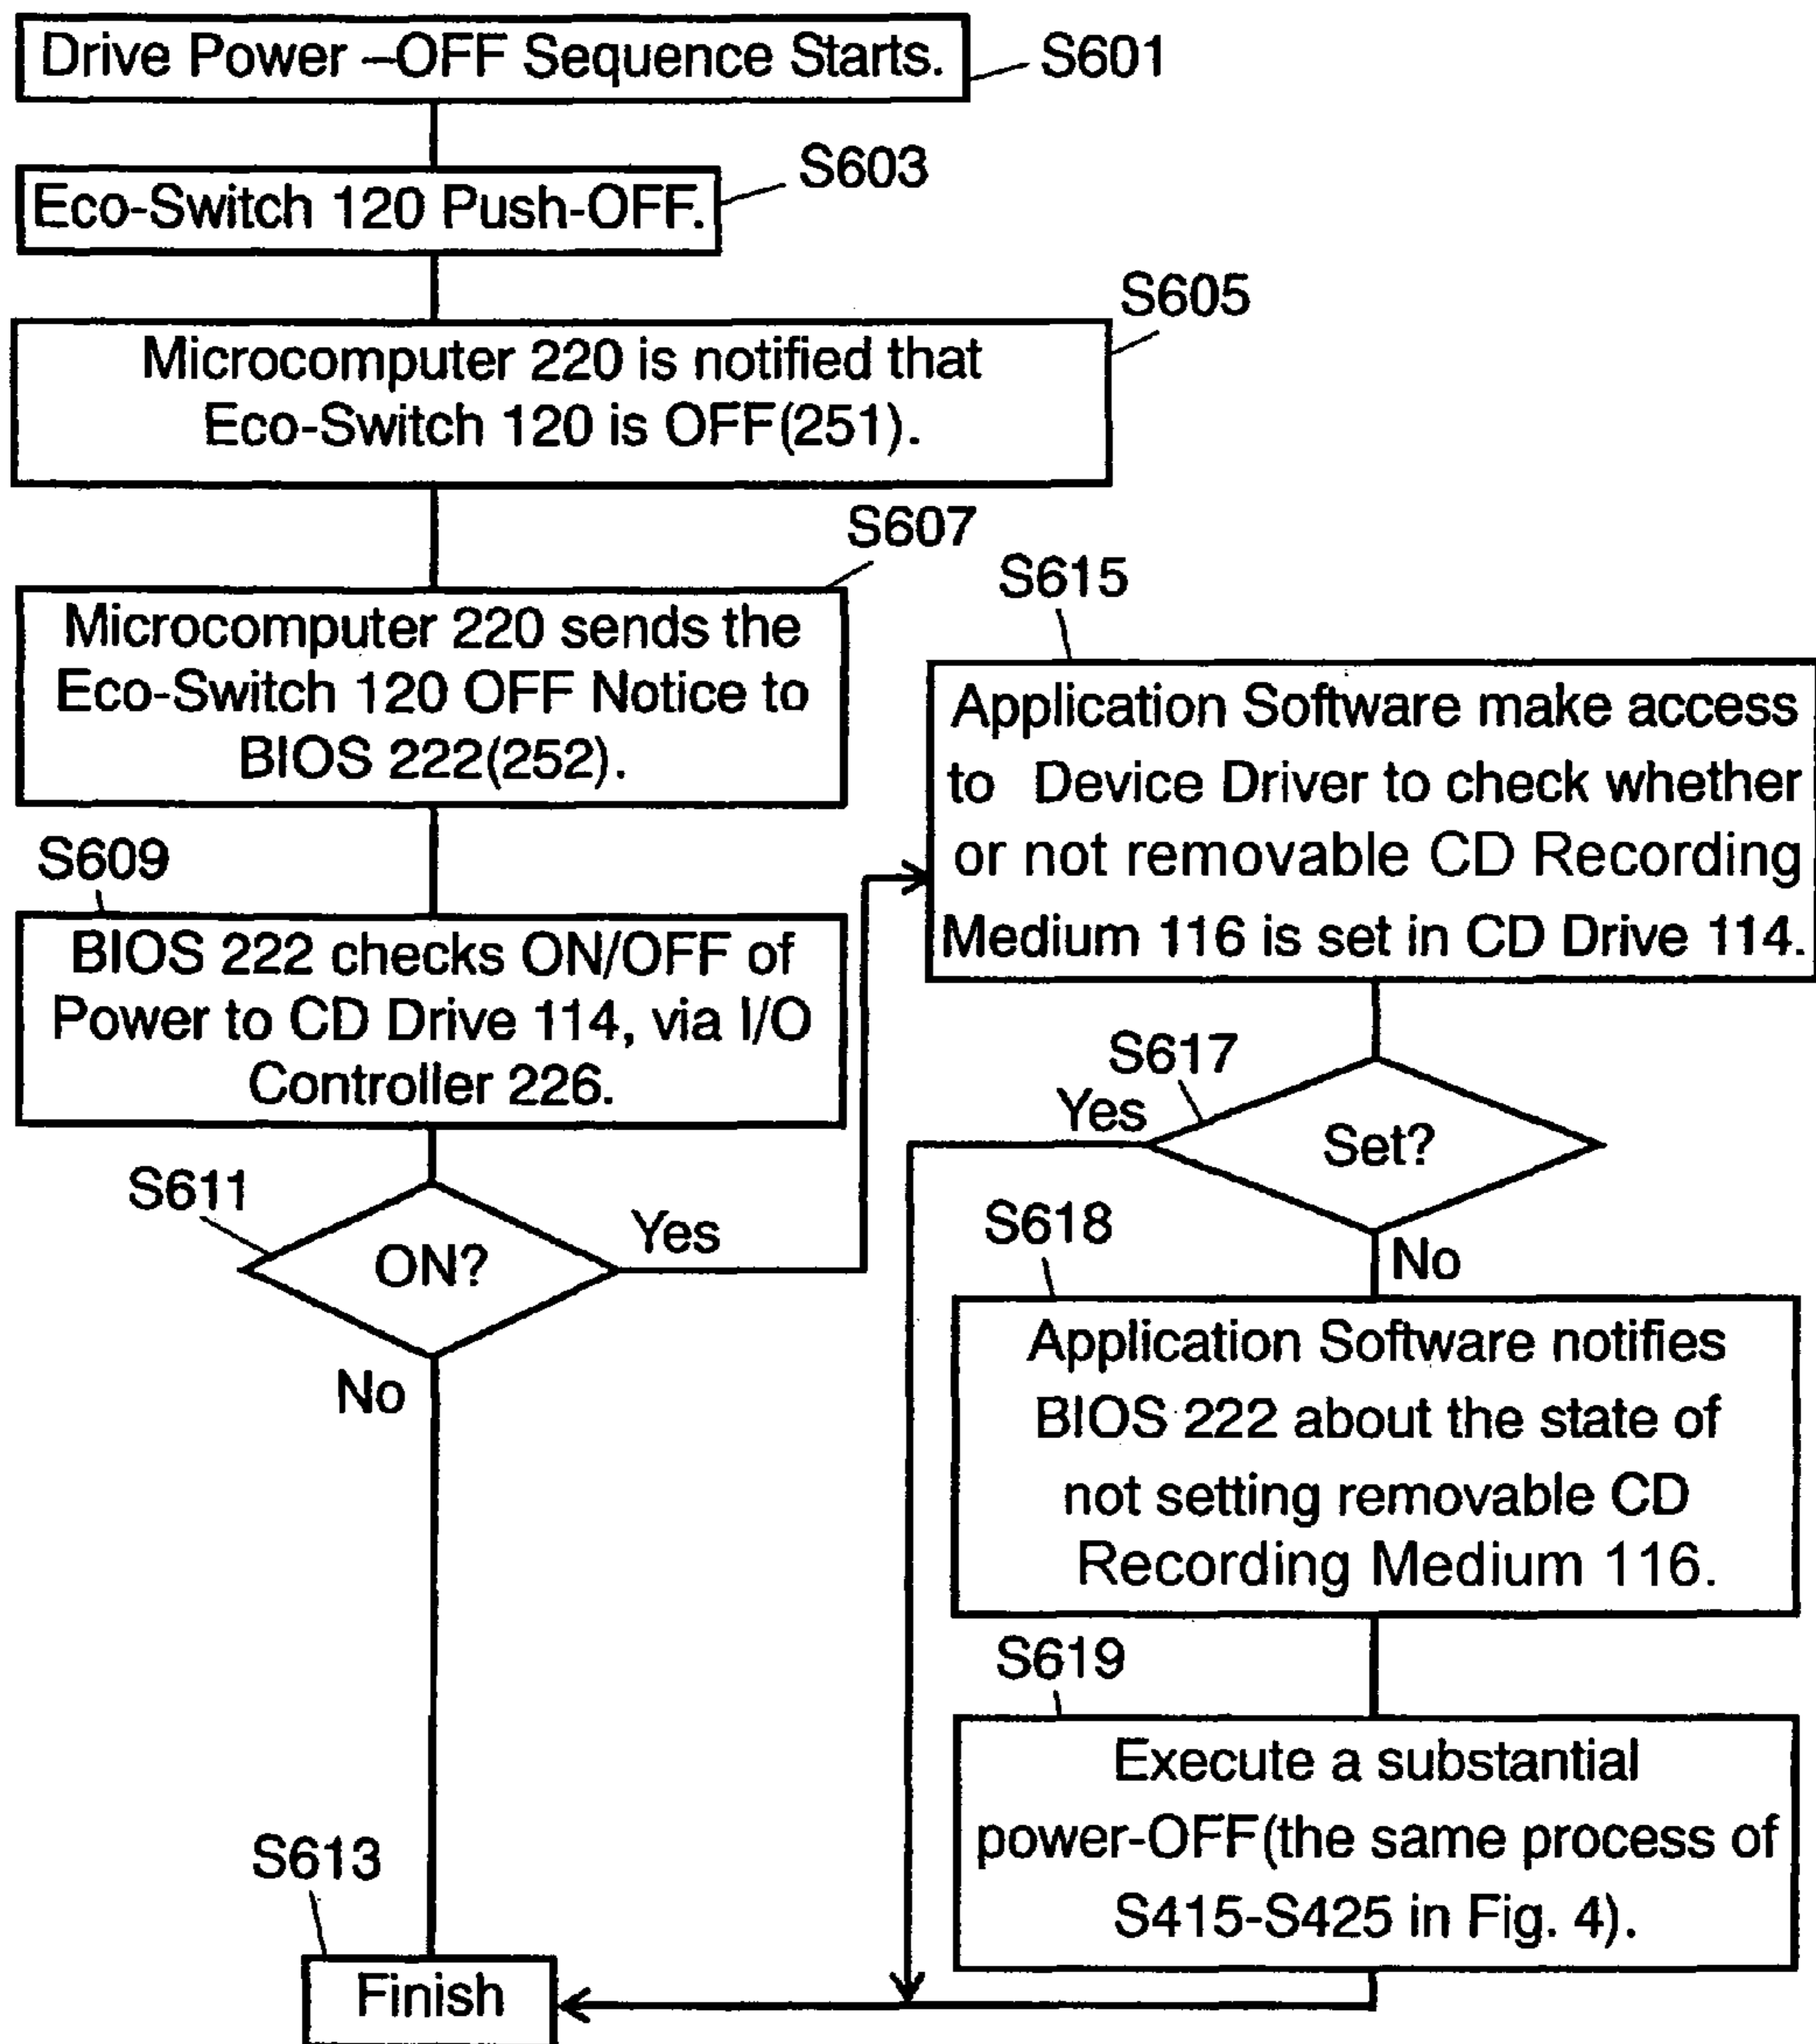 Drive Power –OFF Sequence Starts.
S601
Eco-Switch 120 Push-OFF.
S603
S605
Microcomputer 220 is notified that
Eco-Switch 120 is OFF(251).
S607
Microcomputer 220 sends the
Eco-Switch 120 OFF Notice to
BIOS 222(252).
S609
BIOS 222 checks ON/OFF of
Power to CD Drive 114, via I/O
Controller 226.
S611
ON?
Yes
No
S615
Application Software make access
to Device Driver to check whether
or not removable CD Recording
Medium 116 is set in CD Drive 114.
S617
Yes
Set?
No
S618
Application Software notifies
BIOS 222 about the state of
not setting removable CD
Recording Medium 116.
S619
Execute a substantial
power-OFF(the same process of
S415-S425 in Fig. 4).
S613
Finish